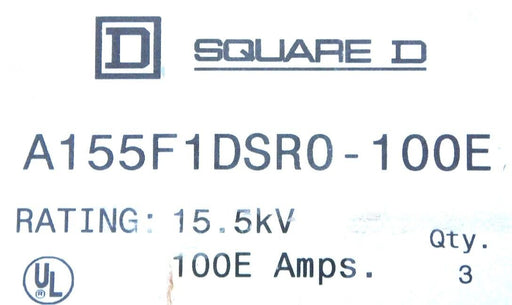 D SQUARE D
A155F1DSR0-100E
RATING: 15.5kV
100E Amps.
Qty.
3
UL
®